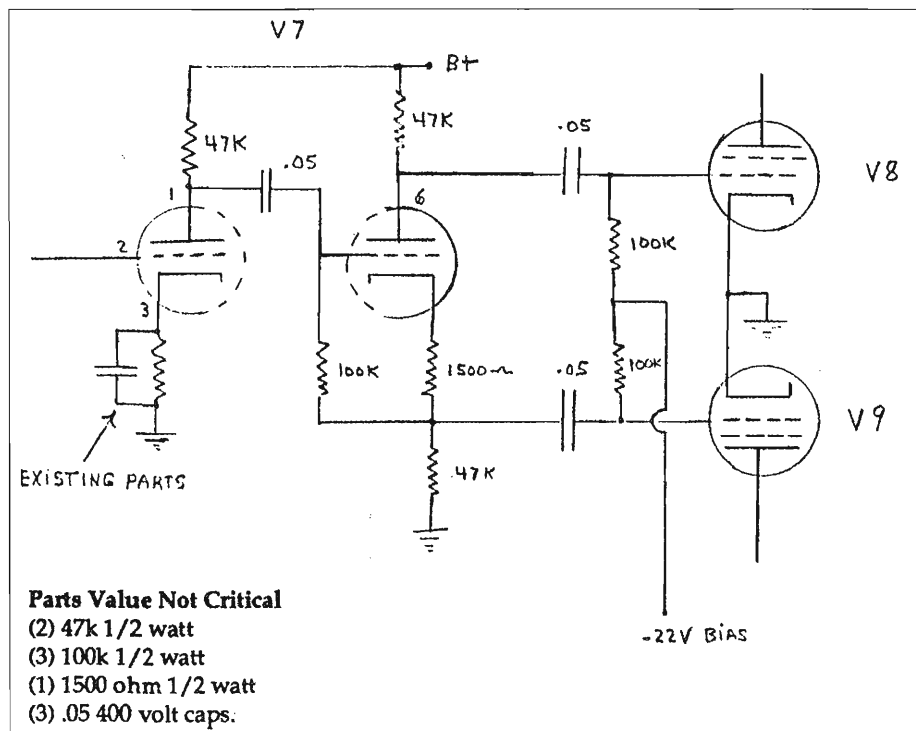 V7
B+
47K
47K
.05
.05
V8
1
6
2
3
100K
100K
1500~
.05
100K
V9
47K
EXISTING PARTS
-22V BIAS
Parts Value Not Critical
(2) 47k 1/2 watt
(3) 100k 1/2 watt
(1) 1500 ohm 1/2 watt
(3) .05 400 volt caps.